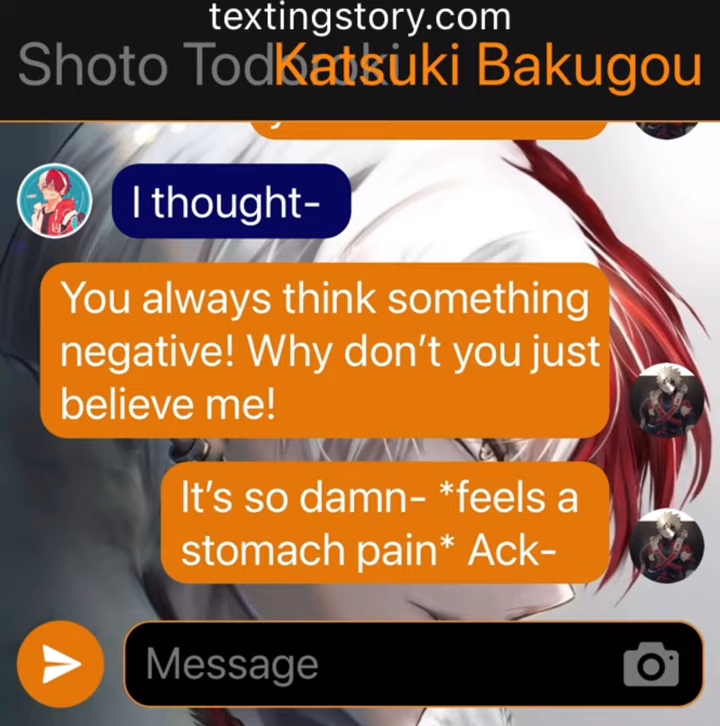 textingstory.com
Shoto Todoroki Katsuki Bakugou
I thought-
You always think something
negative! Why don't you just
believe me!
It's so damn- *feels a
stomach pain* Ack-
Message